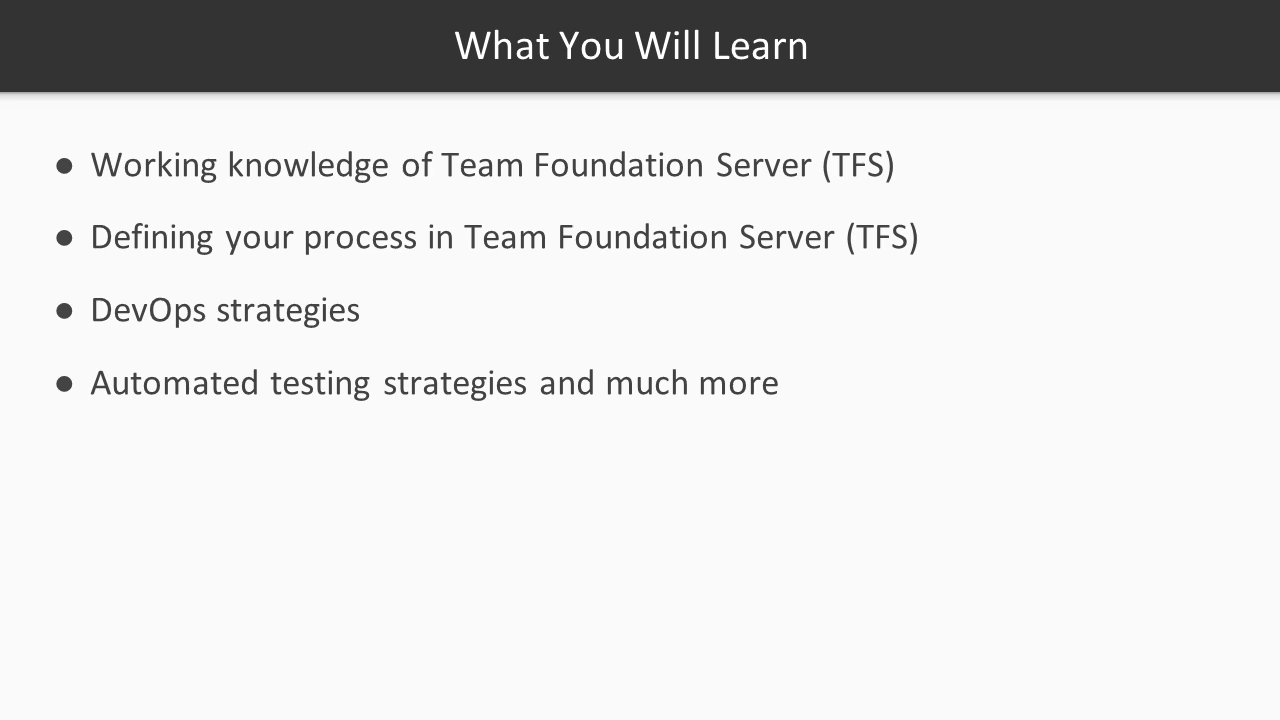 What You Will Learn
● Working knowledge of Team Foundation Server (TFS)
● Defining your process in Team Foundation Server (TFS)
● DevOps strategies
● Automated testing strategies and much more